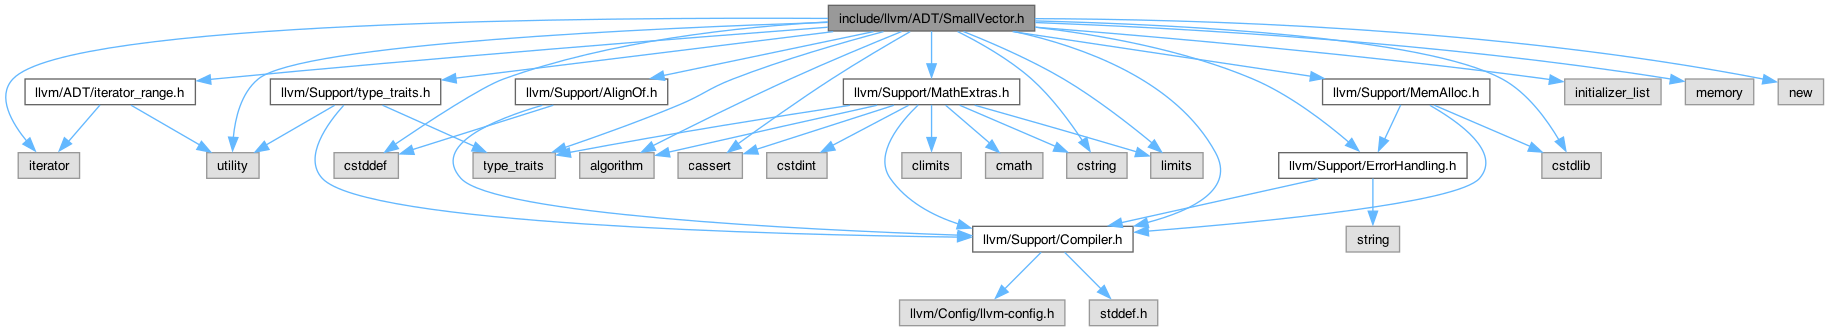 include/llvm/ADT/SmallVector.h
llvm/ADT/iterator_range.h
llvm/Support/type_traits.h
llvm/Support/AlignOf.h
llvm/Support/MathExtras.h
llvm/Support/MemAlloc.h
initializer_list
memory
new
iterator
utility
cstddef
type_traits
algorithm
cassert
cstdint
climits
cmath
cstring
limits
llvm/Support/ErrorHandling.h
cstdlib
llvm/Support/Compiler.h
string
llvm/Config/llvm-config.h
stddef.h